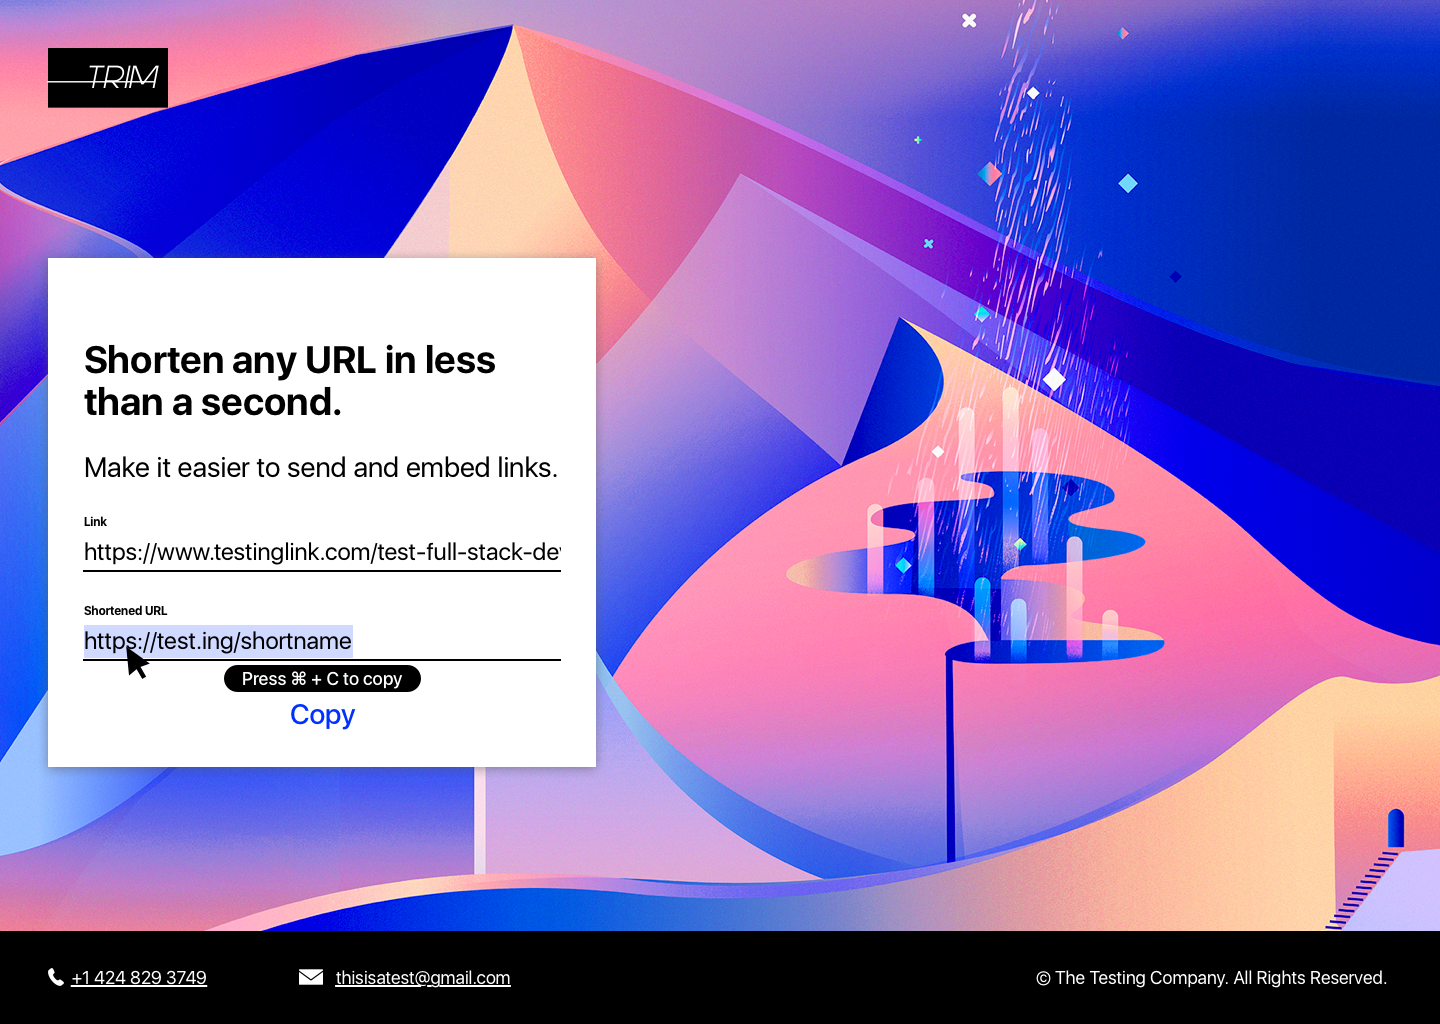 TRIM
Shorten any URL in less
than a second.
Make it easier to send and embed links.
Link
https://www.testinglink.com/test-full-stack-de
Shortened URL
https://test.ing/shortname
Press ⌘ + C to copy
Copy
+1 424 829 3749
thisisatest@gmail.com
© The Testing Company. All Rights Reserved.